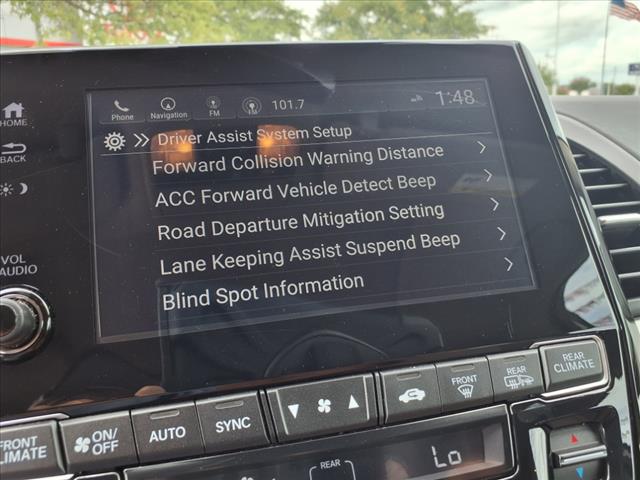 Phone
Navigation
FM
FM
101.7
1:48
HOME
Driver Assist System Setup
BACK
Forward Collision Warning Distance
ACC Forward Vehicle Detect Beep
Road Departure Mitigation Setting
Lane Keeping Assist Suspend Beep
Blind Spot Information
VOL
AUDIO
FRONT
CLIMATE
ON/
OFF
AUTO
SYNC
FRONT
REAR
REAR
CLIMATE
REAR
Lo